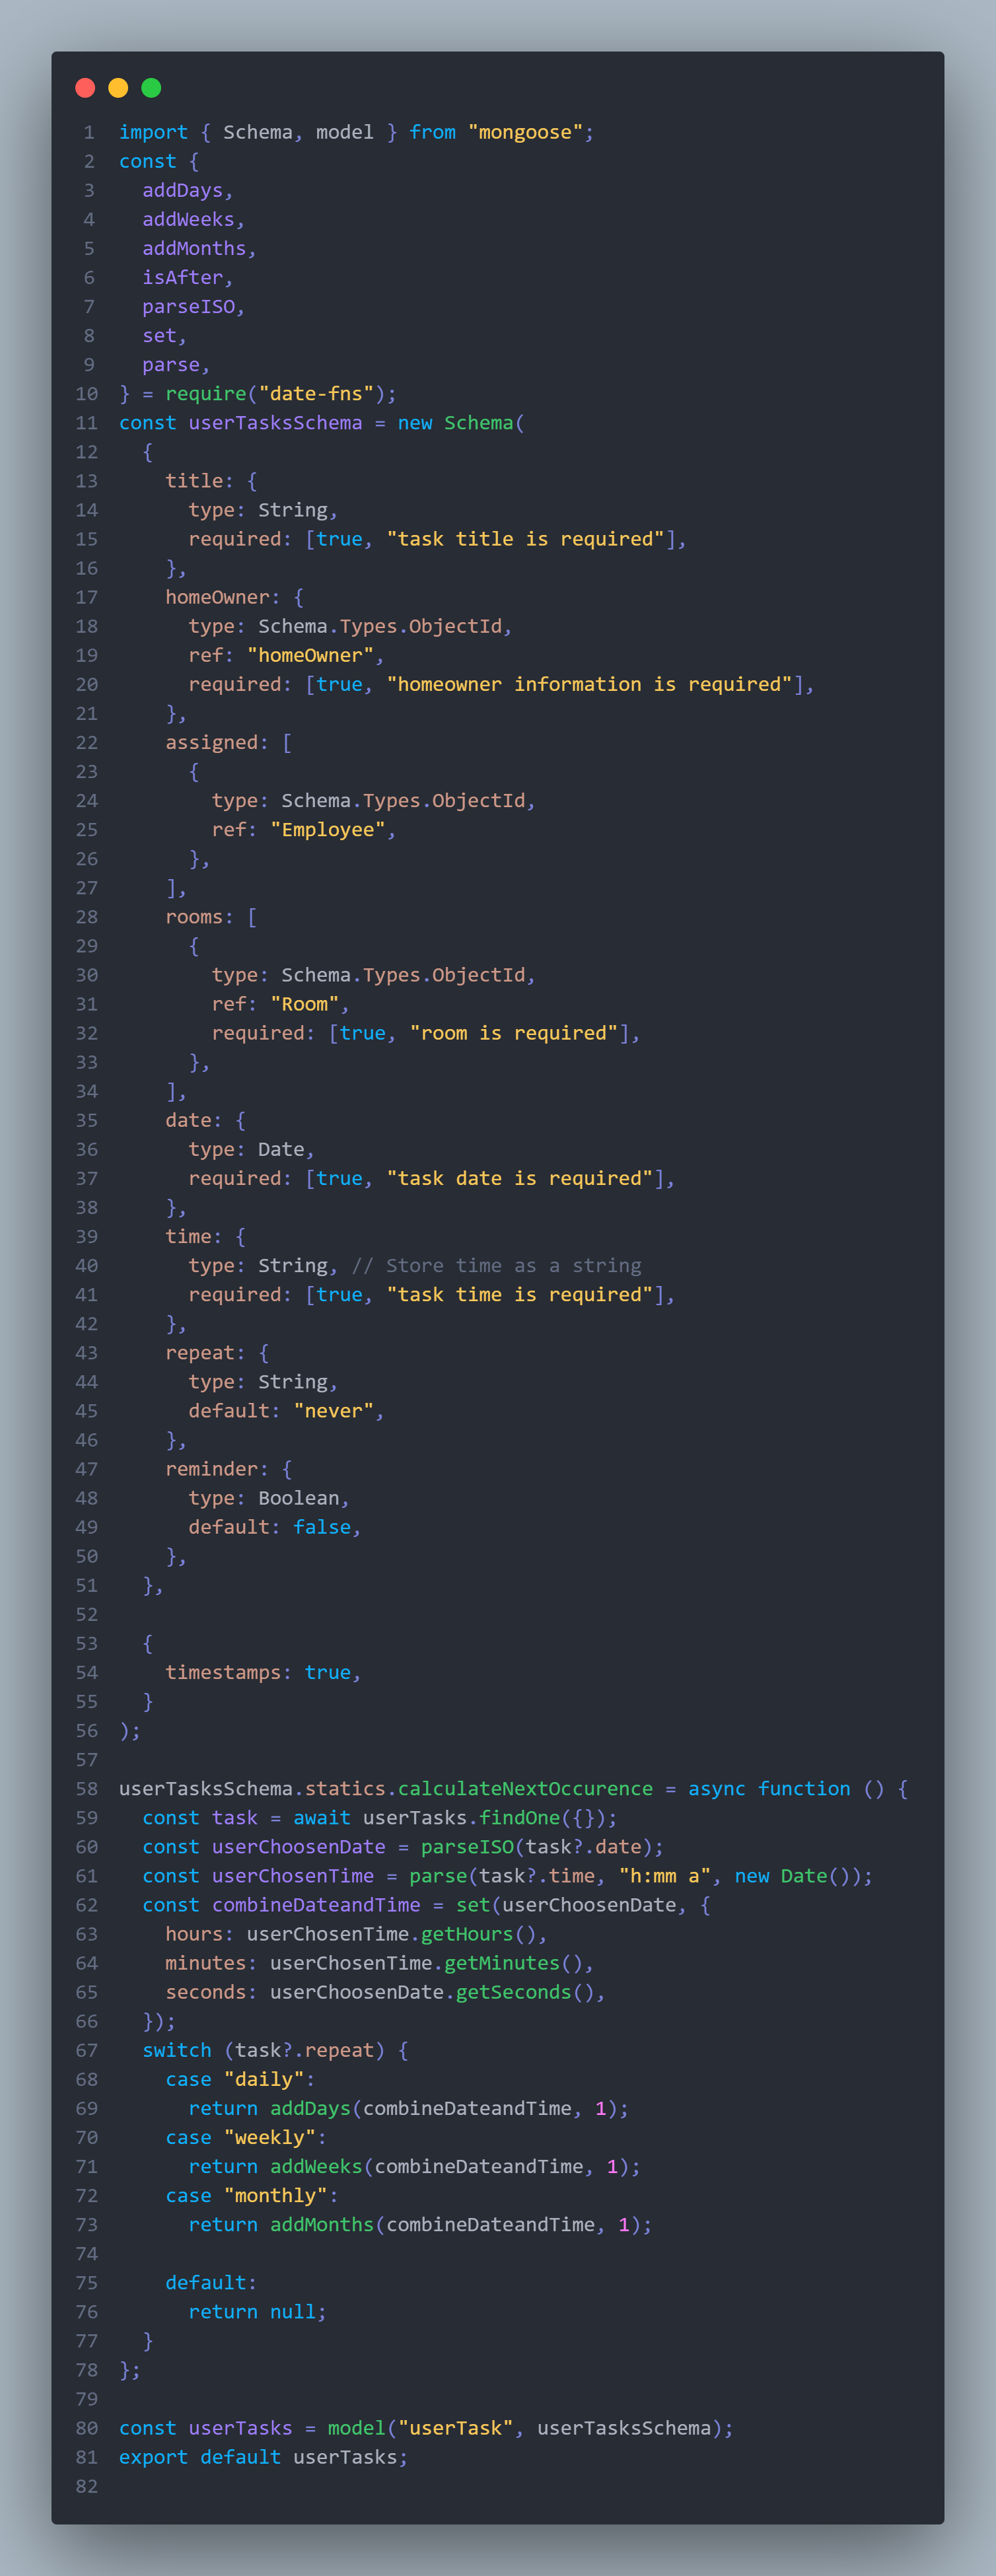 1 import { Schema, model } from "mongoose";
2 const {
3   addDays,
4   addWeeks,
5   addMonths,
6   isAfter,
7   parseISO,
8   set,
9   parse,
10 } = require("date-fns");
11 const userTasksSchema = new Schema(
12   {
13     title: {
14       type: String,
15       required: [true, "task title is required"],
16     },
17     homeOwner: {
18       type: Schema.Types.ObjectId,
19       ref: "homeOwner",
20       required: [true, "homeowner information is required"],
21     },
22     assigned: [
23       {
24         type: Schema.Types.ObjectId,
25         ref: "Employee",
26       },
27     ],
28     rooms: [
29       {
30         type: Schema.Types.ObjectId,
31         ref: "Room",
32         required: [true, "room is required"],
33       },
34     ],
35     date: {
36       type: Date,
37       required: [true, "task date is required"],
38     },
39     time: {
40       type: String, // Store time as a string
41       required: [true, "task time is required"],
42     },
43     repeat: {
44       type: String,
45       default: "never",
46     },
47     reminder: {
48       type: Boolean,
49       default: false,
50     },
51   },
52
53   {
54     timestamps: true,
55   }
56 );
57
58 userTasksSchema.statics.calculateNextOccurence = async function () {
59   const task = await userTasks.findOne({});
60   const userChoosenDate = parseISO(task?.date);
61   const userChosenTime = parse(task?.time, "h:mm a", new Date());
62   const combineDateandTime = set(userChoosenDate, {
63     hours: userChosenTime.getHours(),
64     minutes: userChosenTime.getMinutes(),
65     seconds: userChoosenDate.getSeconds(),
66   });
67   switch (task?.repeat) {
68     case "daily":
69       return addDays(combineDateandTime, 1);
70     case "weekly":
71       return addWeeks(combineDateandTime, 1);
72     case "monthly":
73       return addMonths(combineDateandTime, 1);
74
75     default:
76       return null;
77   }
78 };
79
80 const userTasks = model("userTask", userTasksSchema);
81 export default userTasks;
82